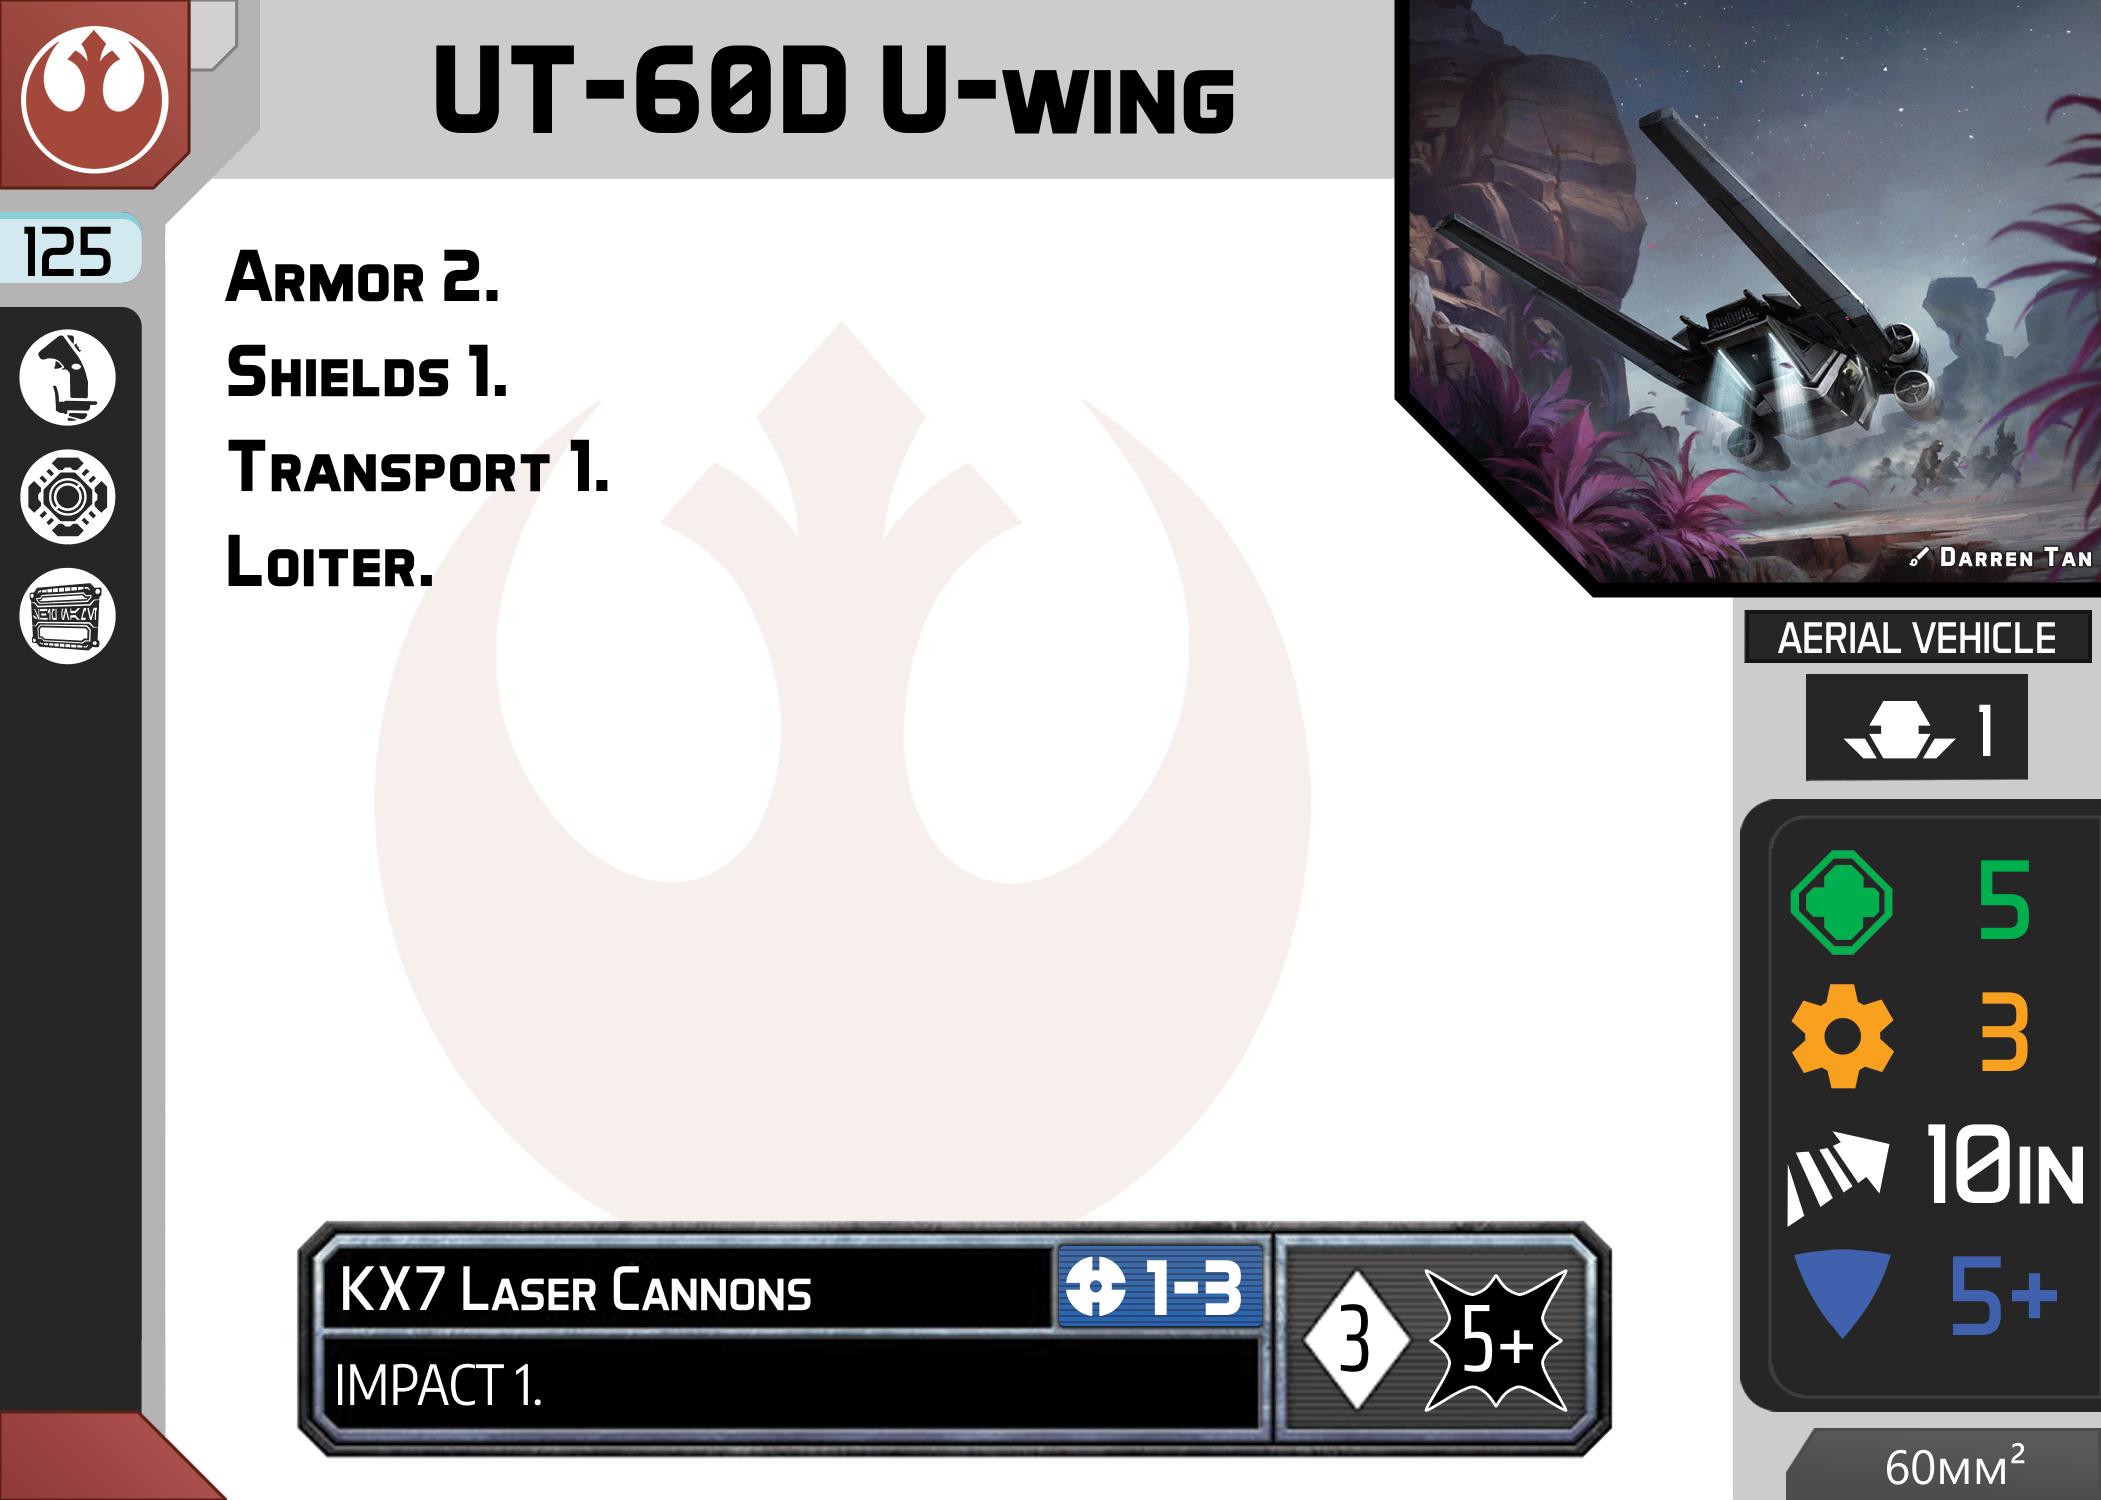 UT-60D U-WING
125
ARMOR 2.
SHIELDS 1.
TRANSPORT 1.
LOITER.
DARREN TAN
AERIAL VEHICLE
1
5
3
10IN
5+
KX7 LASER CANNONS
1-3
IMPACT 1.
3
5+
60MM²